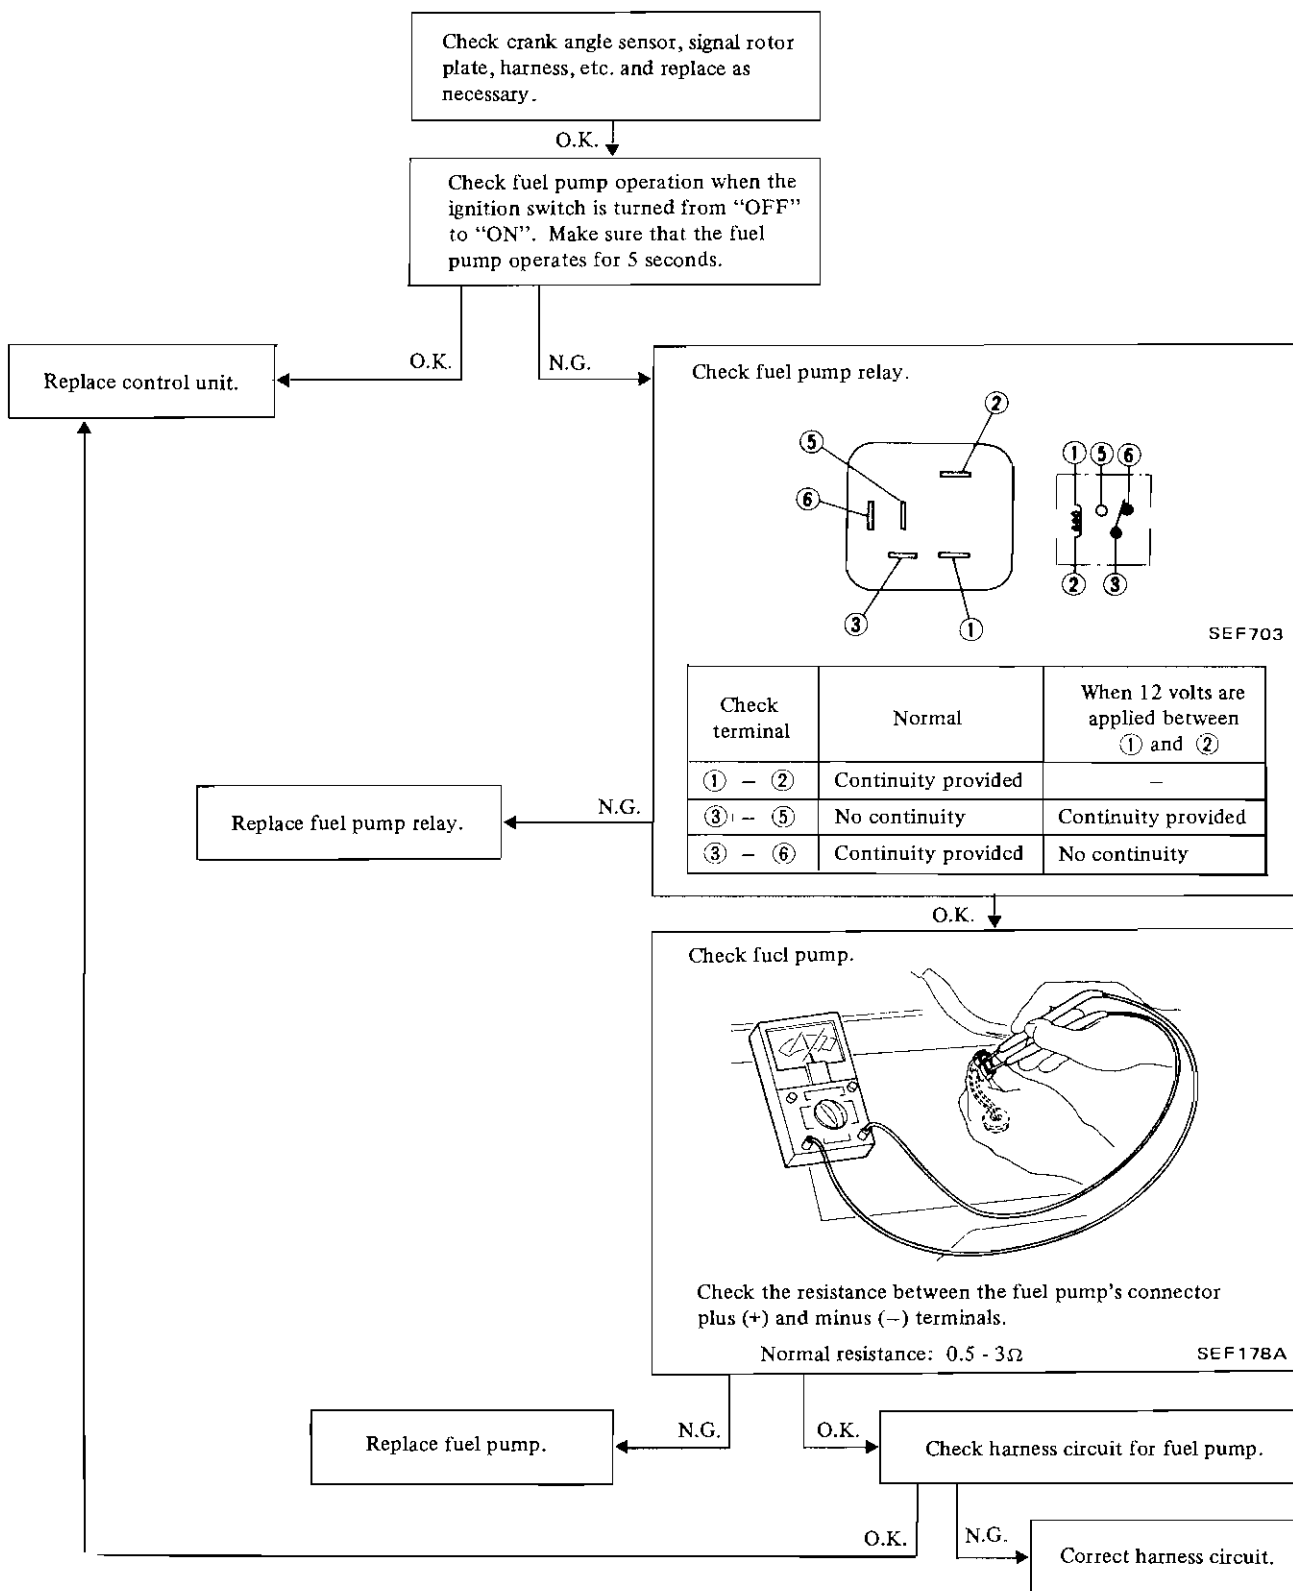 Check crank angle sensor, signal rotor
plate, harness, etc. and replace as
necessary.
O.K.
Check fuel pump operation when the
ignition switch is turned from “OFF”
to “ON”. Make sure that the fuel
pump operates for 5 seconds.
O.K.
N.G.
Replace control unit.
Check fuel pump relay.
②
⑤
⑥
③
①
① ⑤ ⑥
② ③
SEF703
Check
terminal
Normal
When 12 volts are
applied between
① and ②
① – ② Continuity provided –
③ – ⑤ No continuity Continuity provided
③ – ⑥ Continuity provided No continuity
N.G.
Replace fuel pump relay.
O.K.
Check fuel pump.
Check the resistance between the fuel pump’s connector
plus (+) and minus (−) terminals.
Normal resistance: 0.5 - 3Ω
SEF178A
N.G.
Replace fuel pump.
O.K.
Check harness circuit for fuel pump.
O.K.
N.G.
Correct harness circuit.